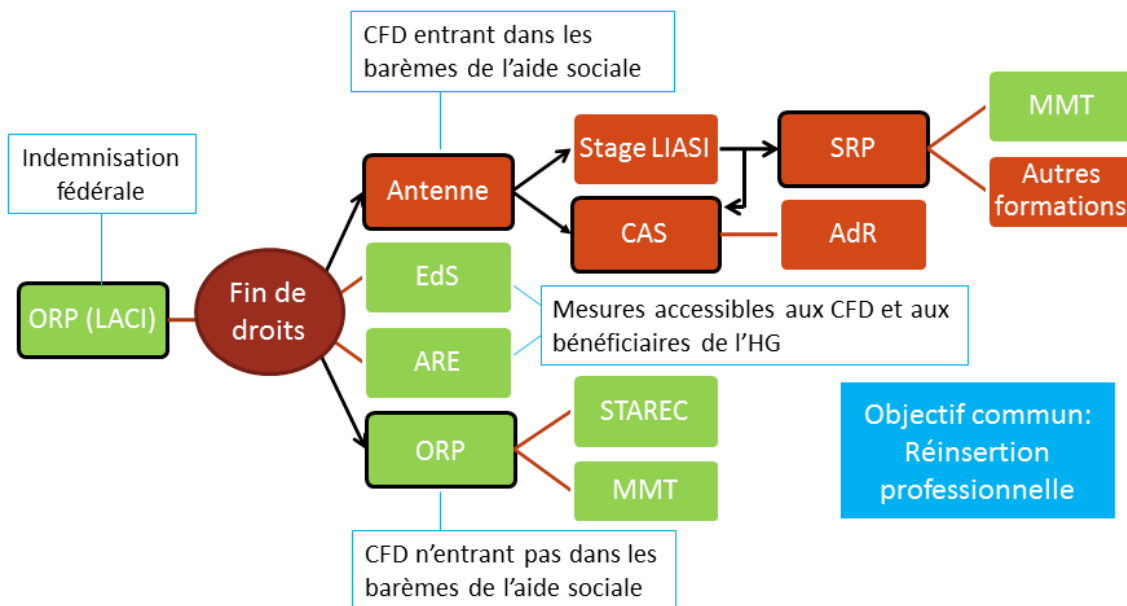 CFD entrant dans les
barèmes de l'aide sociale
Indemnisation
fédérale
Antenne
Stage LIASI
SRP
MMT
Autres
formations
CAS
AdR
ORP (LACI)
Fin de
droits
EdS
ARE
Mesures accessibles aux CFD et aux
bénéficiaires de l'HG
ORP
STAREC
MMT
Objectif commun:
Réinsertion
professionnelle
CFD n'entrant pas dans les
barèmes de l'aide sociale